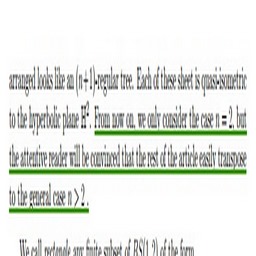 arranged looks like an (n+1)-regular tree. Each of these sheet is quasi-isometric
to the hyperbolic plane H². From now on, we only consider the case n = 2, but
the attentive reader will be convinced that the rest of the article easily transpose
to the general case n > 2.
We call rectangle any finite subset of BS(1,2) of the form